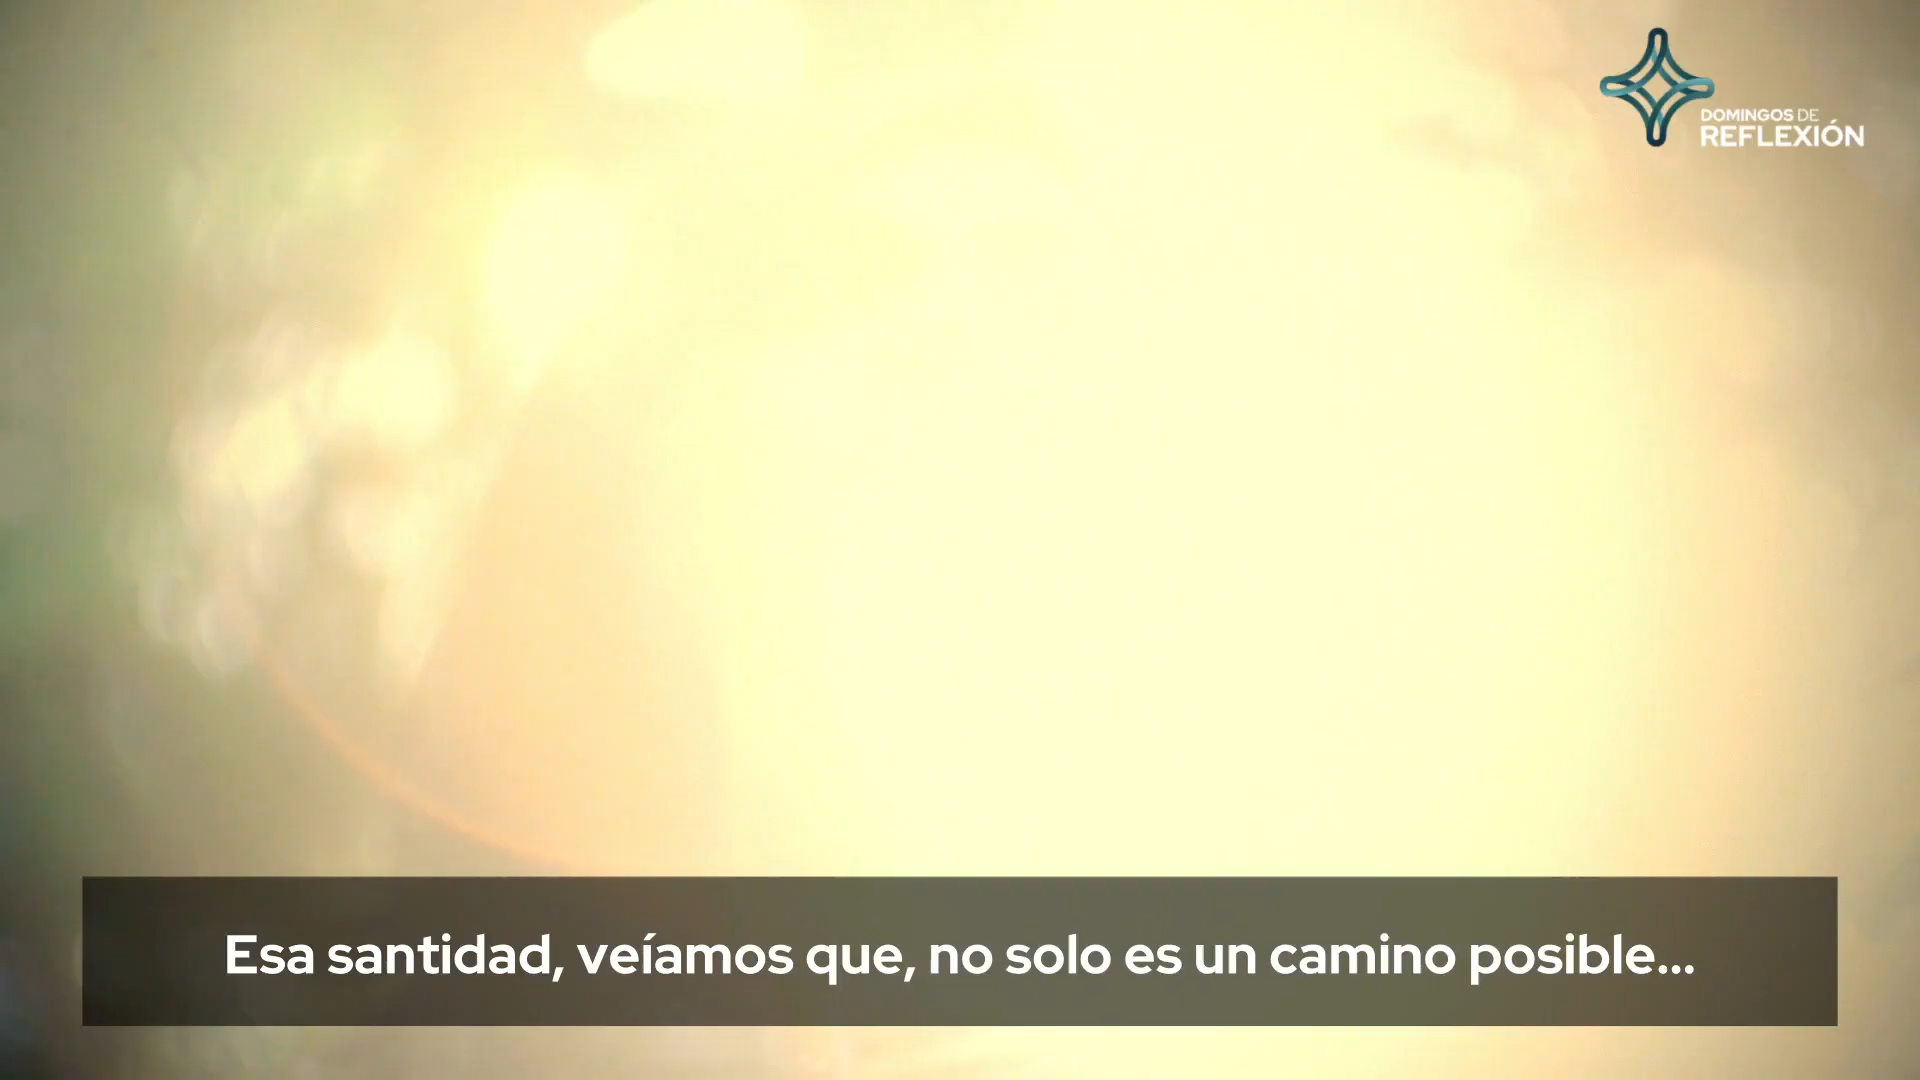 DOMINGOS DE
REFLEXIÓN
Esa santidad, veíamos que, no solo es un camino posible...